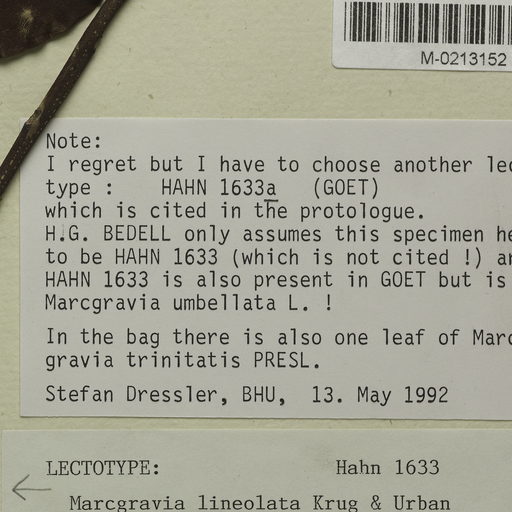 M-0213152
Note:
I regret but I have to choose another lec
type : HAHN 1633a (GOET)
which is cited in the protologue.
H.G. BEDELL only assumes this specimen he
to be HAHN 1633 (which is not cited !) an
HAHN 1633 is also present in GOET but is
Marcgravia umbellata L. !
In the bag there is also one leaf of Marc
gravia trinitatis PRESL.
Stefan Dressler, BHU, 13. May 1992
LECTOTYPE: Hahn 1633
Marcgravia lineolata Krug & Urban